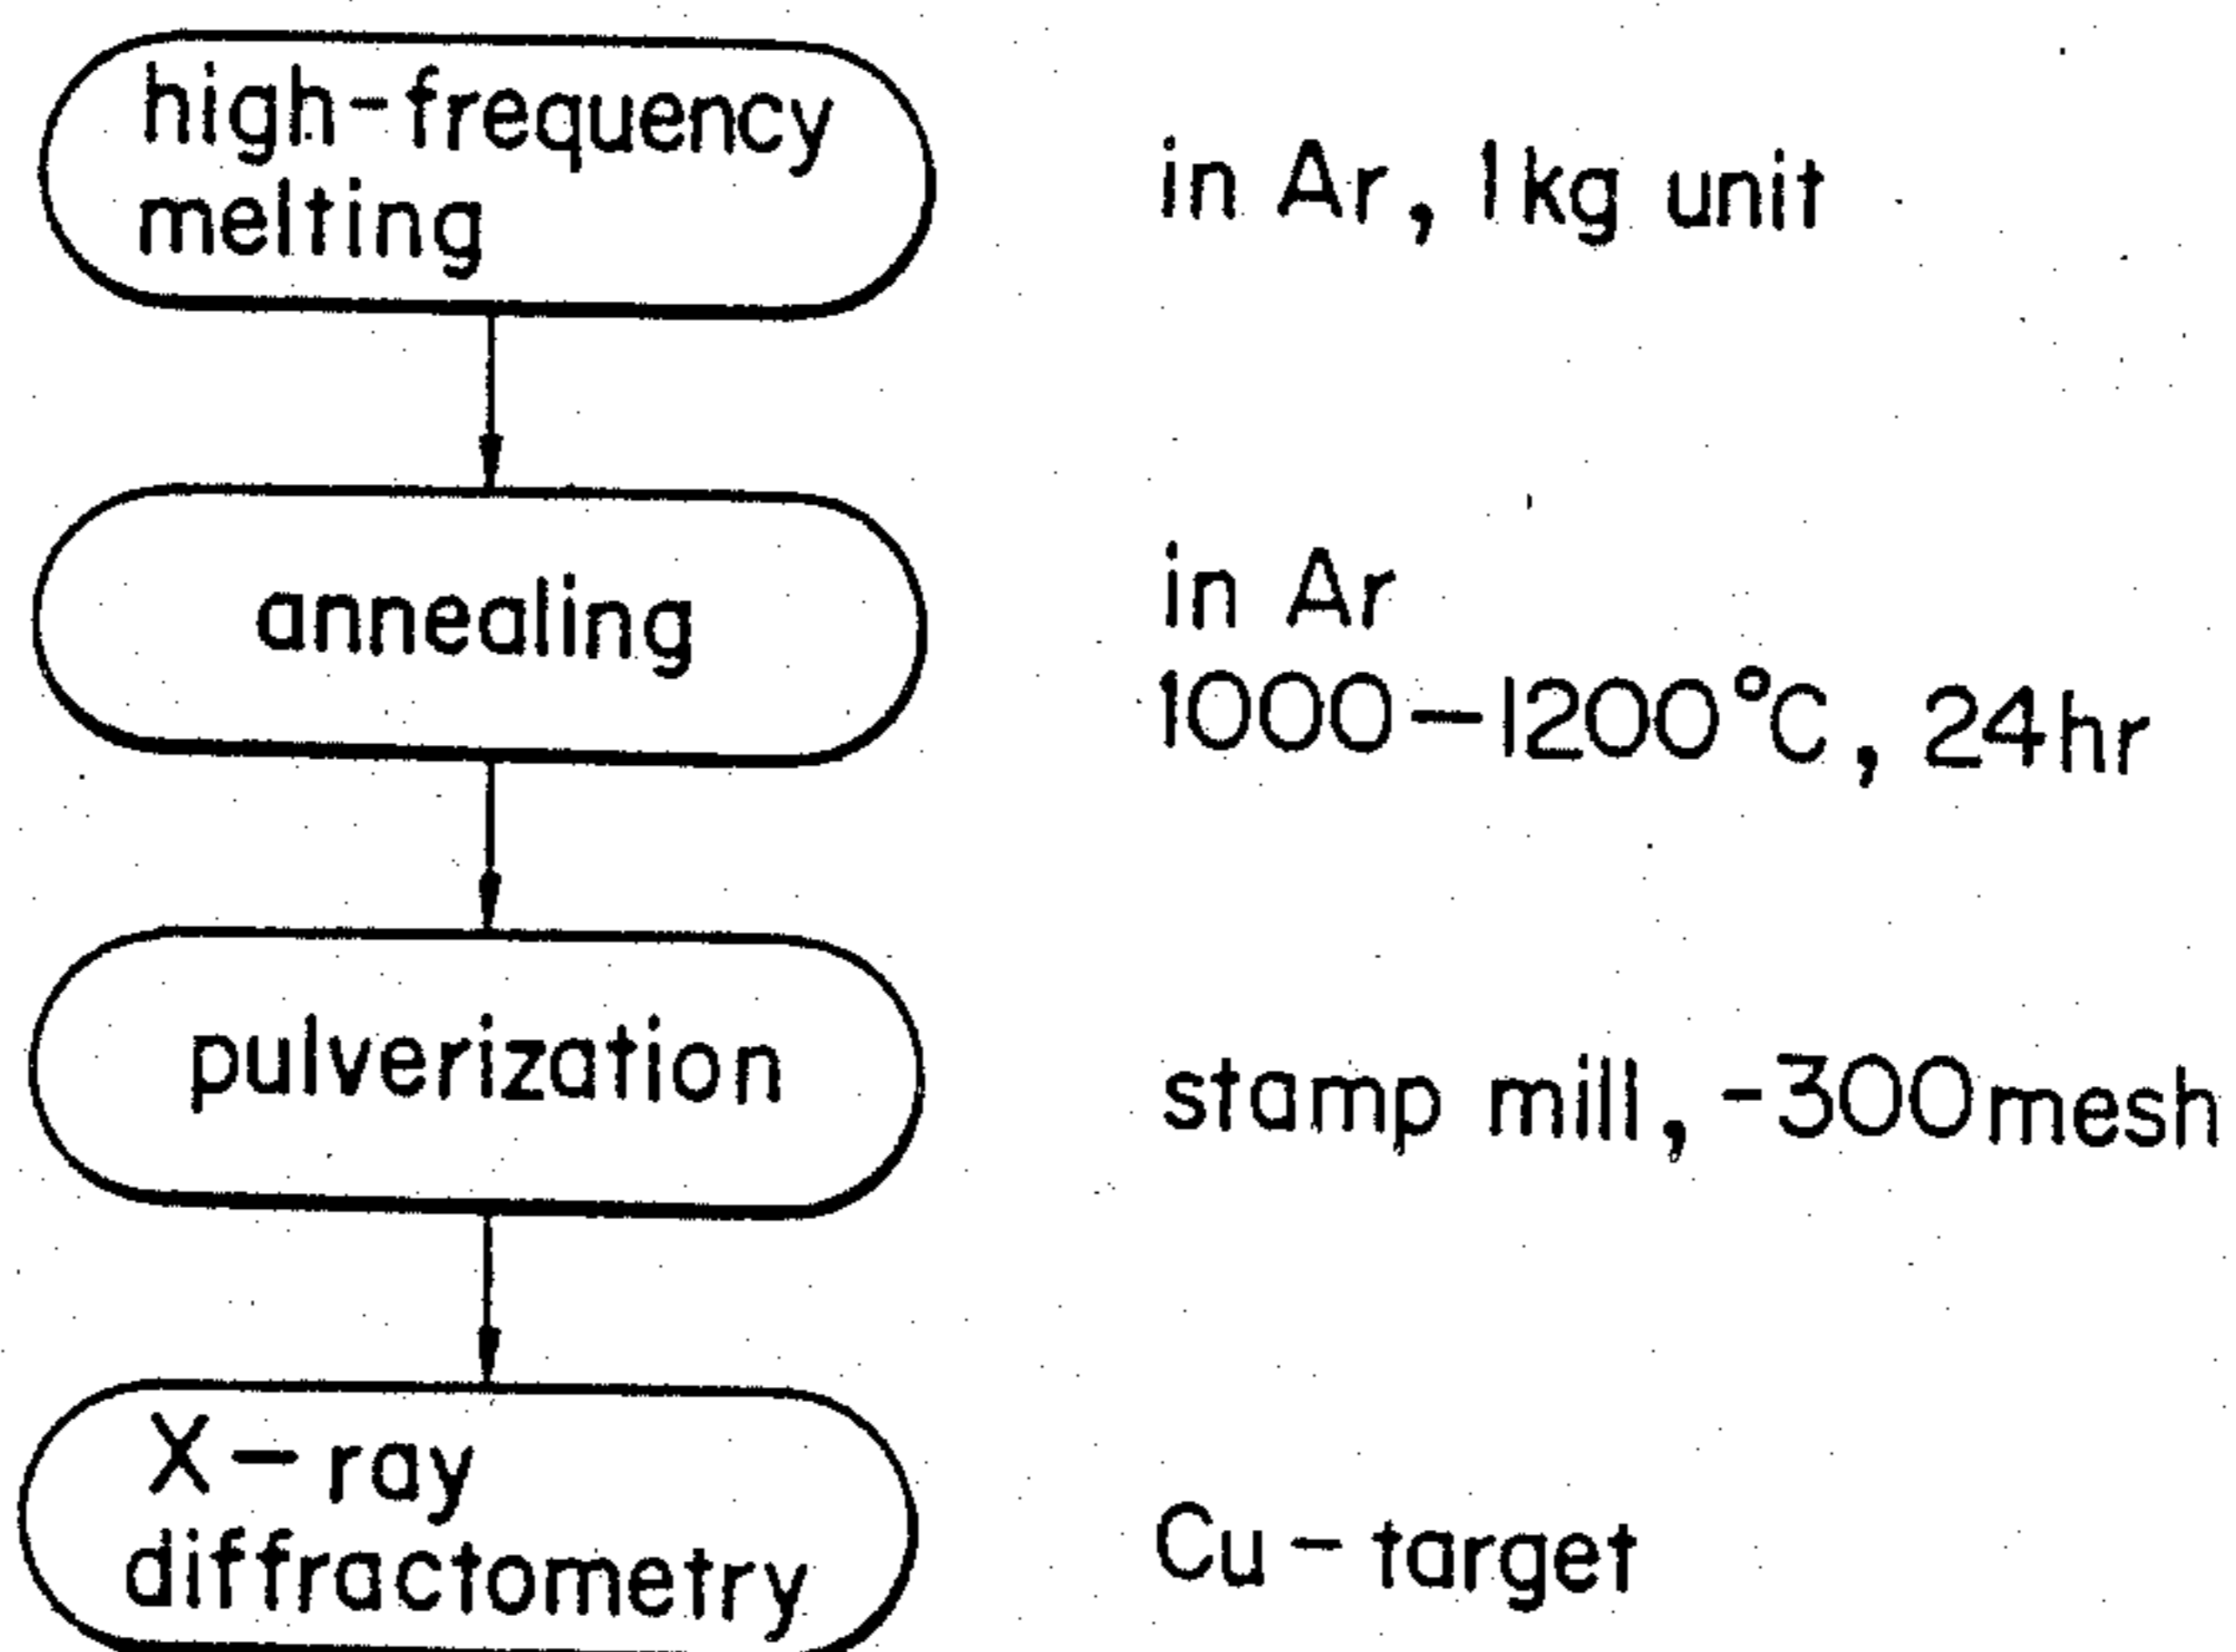 high-frequency
melting
in Ar, 1kg unit
annealing
in Ar
1000-1200°C, 24hr
pulverization
stamp mill, -300mesh
X-ray
diffractometry
Cu-target